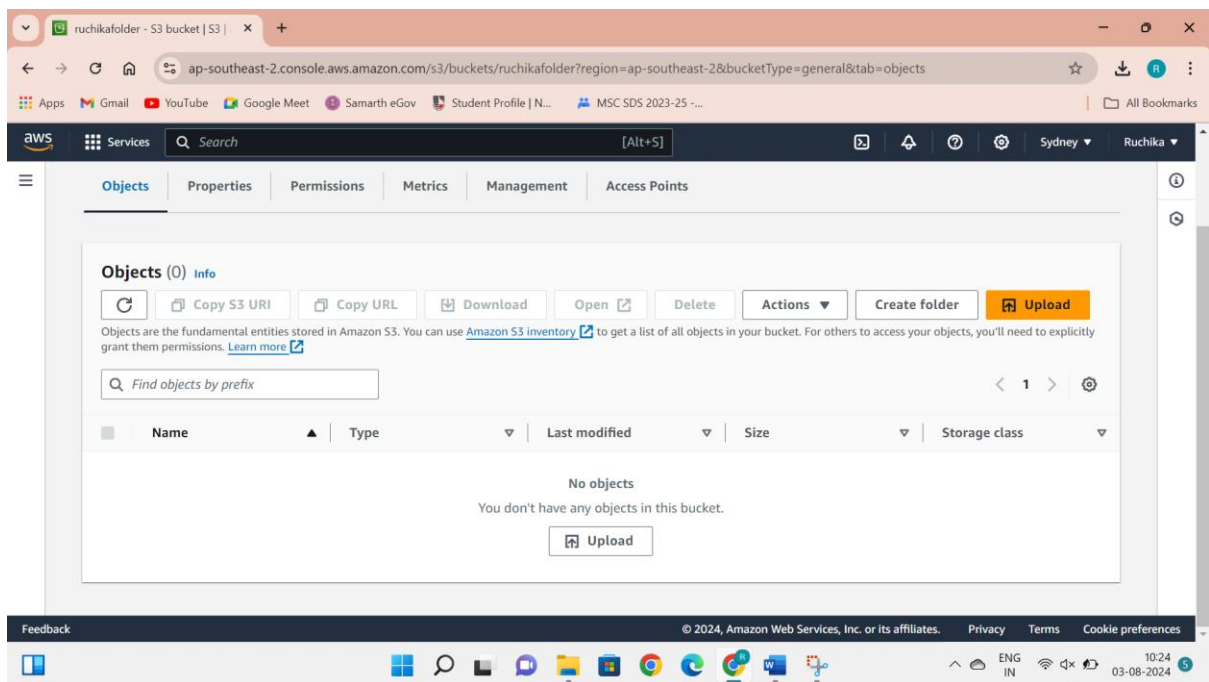 ruchikafolder - S3 bucket | S3 |
ap-southeast-2.console.aws.amazon.com/s3/buckets/ruchikafolder?region=ap-southeast-2&bucketType=general&tab=objects
R
Apps Gmail YouTube Google Meet Samarth eGov Student Profile | N... MSC SDS 2023-25 -... All Bookmarks
aws Services Search [Alt+S] Sydney Ruchika
Objects Properties Permissions Metrics Management Access Points
Objects (0) Info
Copy S3 URI Copy URL Download Open Delete Actions Create folder Upload
Objects are the fundamental entities stored in Amazon S3. You can use Amazon S3 inventory to get a list of all objects in your bucket. For others to access your objects, you'll need to explicitly
grant them permissions. Learn more
Find objects by prefix 1
Name Type Last modified Size Storage class
No objects
You don't have any objects in this bucket.
Upload
Feedback © 2024, Amazon Web Services, Inc. or its affiliates. Privacy Terms Cookie preferences
ENG 10:24
IN 03-08-2024 5